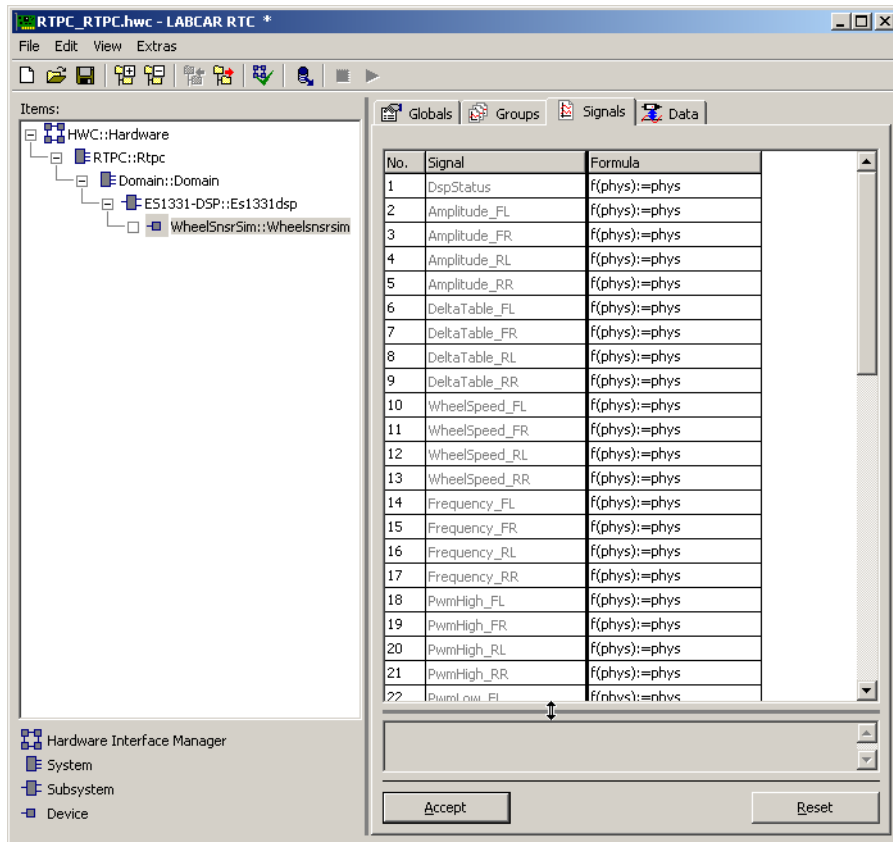 RTPC_RTPC.hwc - LABCAR RTC *
File Edit View Extras
Items:
HWC::Hardware
RTPC::Rtpc
Domain::Domain
ES1331-DSP::Es1331dsp
WheelSnsrSim::Wheelsnsrsim
Hardware Interface Manager
System
Subsystem
Device
Globals Groups Signals Data
No. Signal Formula
1 DspStatus f(phys):=phys
2 Amplitude_FL f(phys):=phys
3 Amplitude_FR f(phys):=phys
4 Amplitude_RL f(phys):=phys
5 Amplitude_RR f(phys):=phys
6 DeltaTable_FL f(phys):=phys
7 DeltaTable_FR f(phys):=phys
8 DeltaTable_RL f(phys):=phys
9 DeltaTable_RR f(phys):=phys
10 WheelSpeed_FL f(phys):=phys
11 WheelSpeed_FR f(phys):=phys
12 WheelSpeed_RL f(phys):=phys
13 WheelSpeed_RR f(phys):=phys
14 Frequency_FL f(phys):=phys
15 Frequency_FR f(phys):=phys
16 Frequency_RL f(phys):=phys
17 Frequency_RR f(phys):=phys
18 PwmHigh_FL f(phys):=phys
19 PwmHigh_FR f(phys):=phys
20 PwmHigh_RL f(phys):=phys
21 PwmHigh_RR f(phys):=phys
22 PwmLow_FL f(phys):=phys
Accept Reset